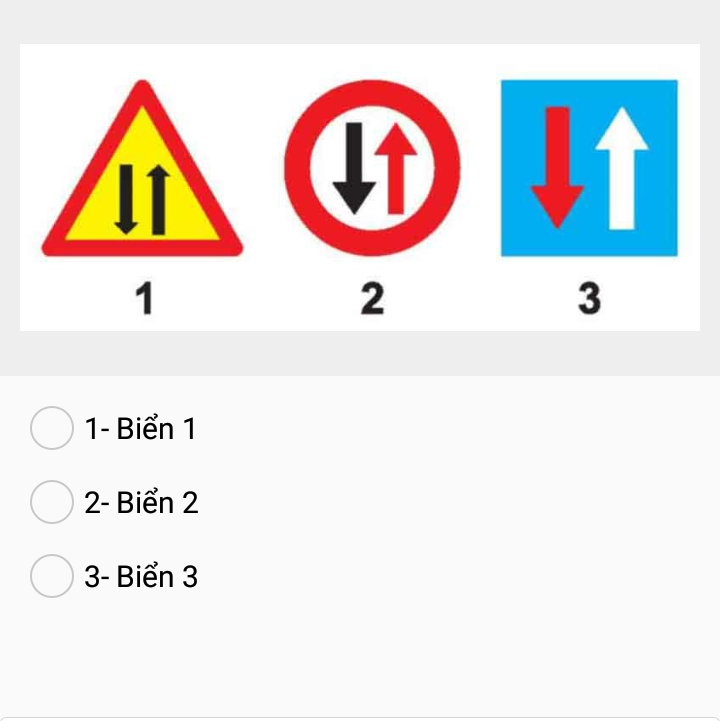 1 2 3
1- Biển 1
2- Biển 2
3- Biển 3